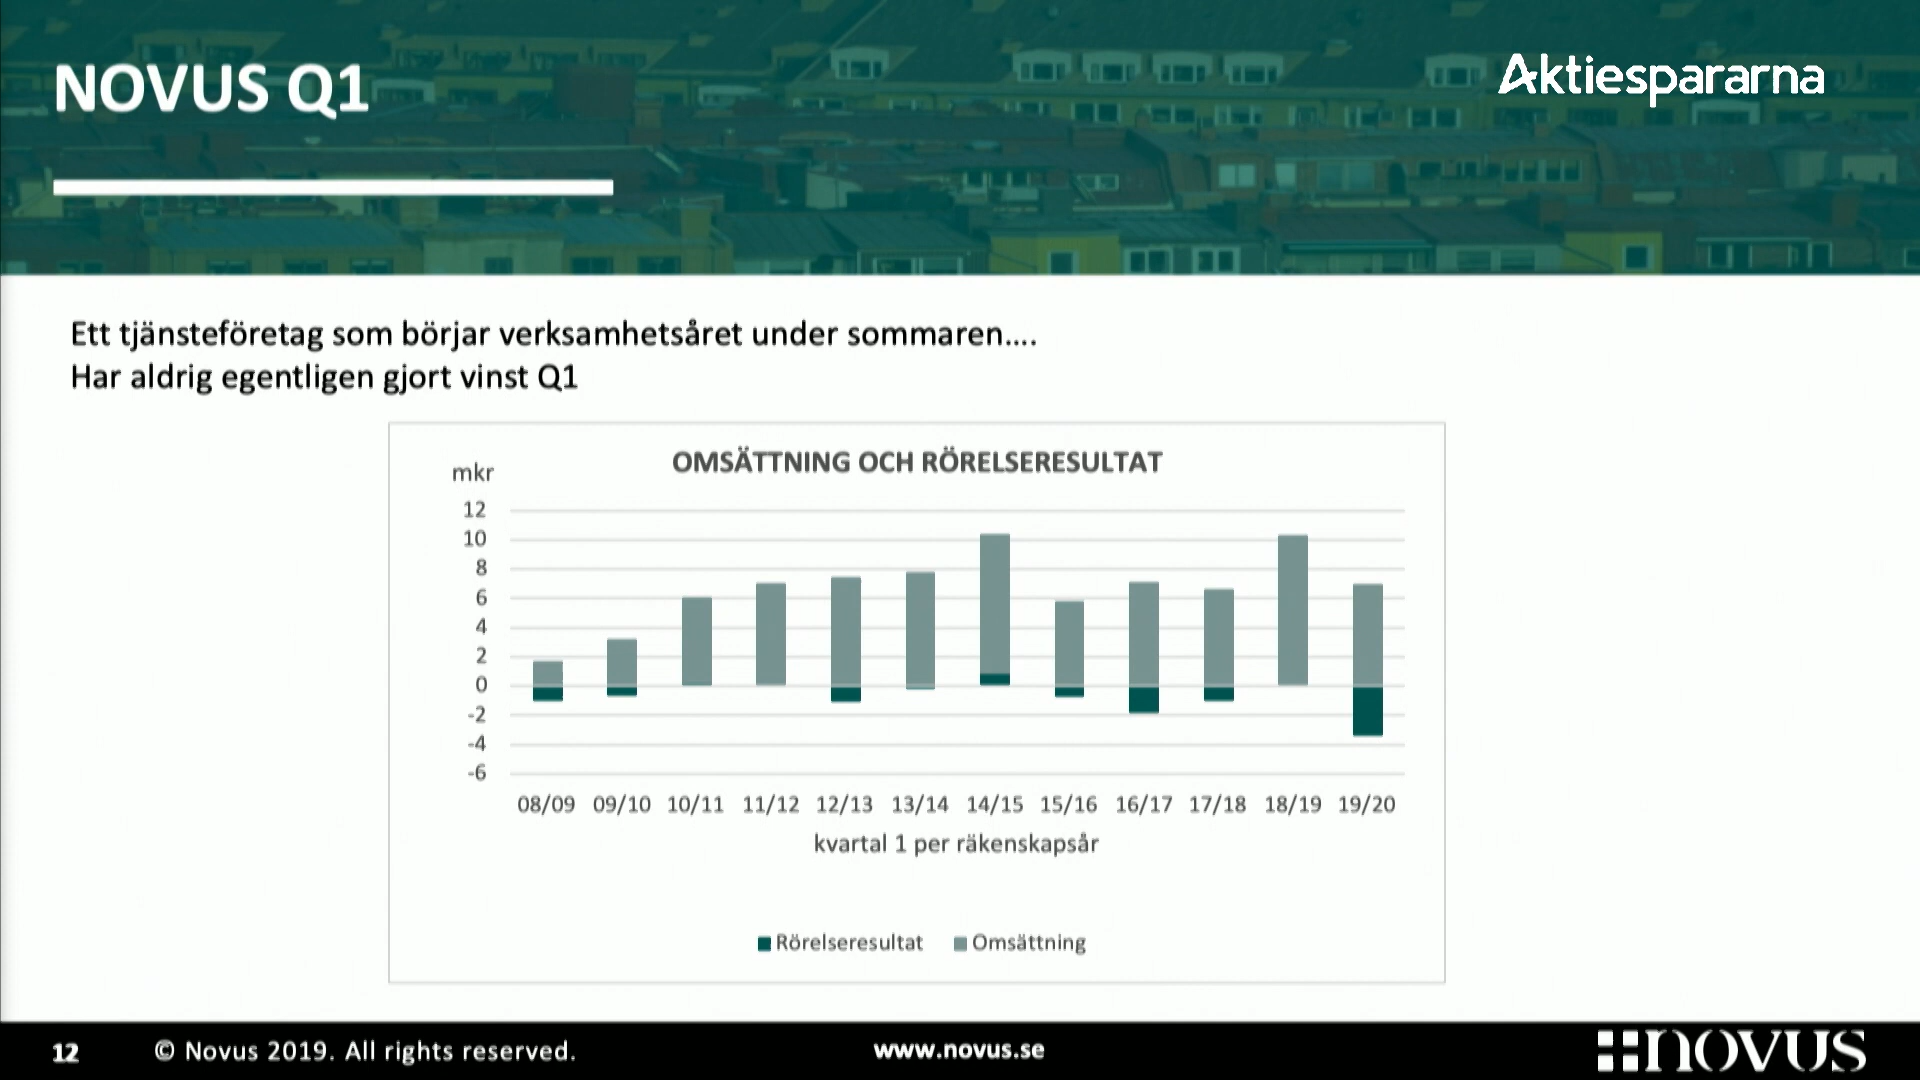 NOVUS Q1
Aktiespararna
Ett tjänsteföretag som börjar verksamhetsåret under sommaren....
Har aldrig egentligen gjort vinst Q1
OMSÄTTNING OCH RÖRELSERESULTAT
mkr
12
10
8
6
4
2
0
-2
-4
-6
08/09 09/10 10/11 11/12 12/13 13/14 14/15 15/16 16/17 17/18 18/19 19/20
kvartal 1 per räkenskapsår
Rörelseresultat Omsättning
12 © Novus 2019. All rights reserved. www.novus.se novus